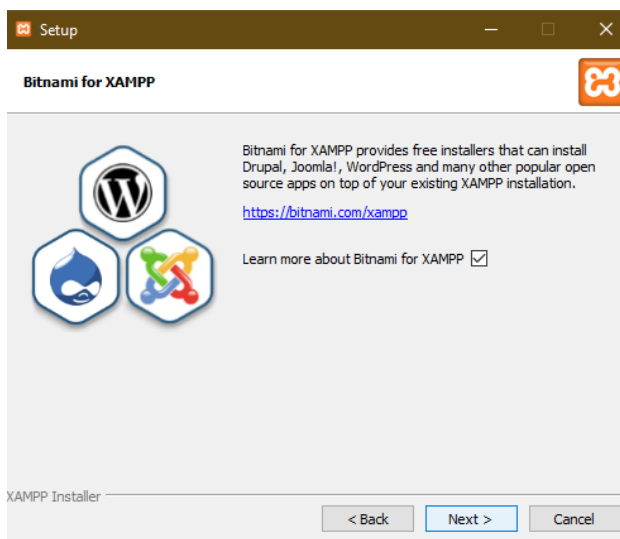 Setup
Bitnami for XAMPP
Bitnami for XAMPP provides free installers that can install
Drupal, Joomla!, WordPress and many other popular open
source apps on top of your existing XAMPP installation.
https://bitnami.com/xampp
Learn more about Bitnami for XAMPP
XAMPP Installer
< Back Next > Cancel